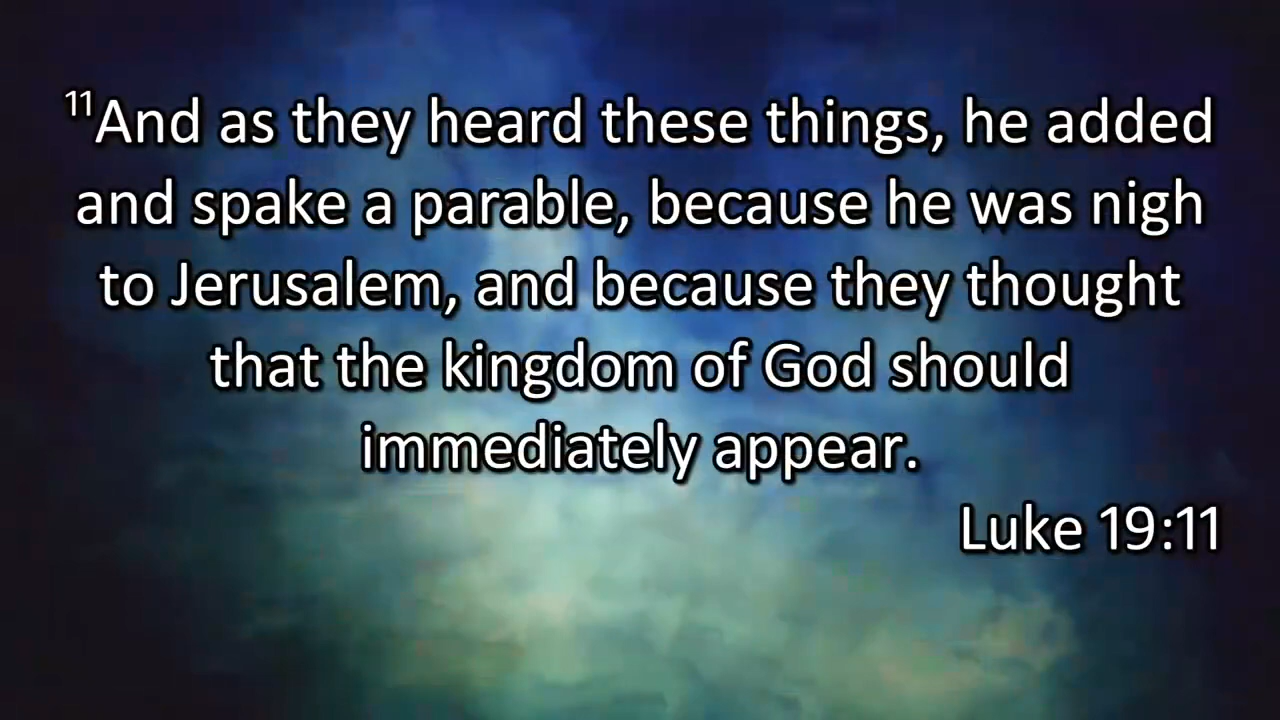 11And as they heard these things, he added
and spake a parable, because he was nigh
to Jerusalem, and because they thought
that the kingdom of God should
immediately appear.
Luke 19:11